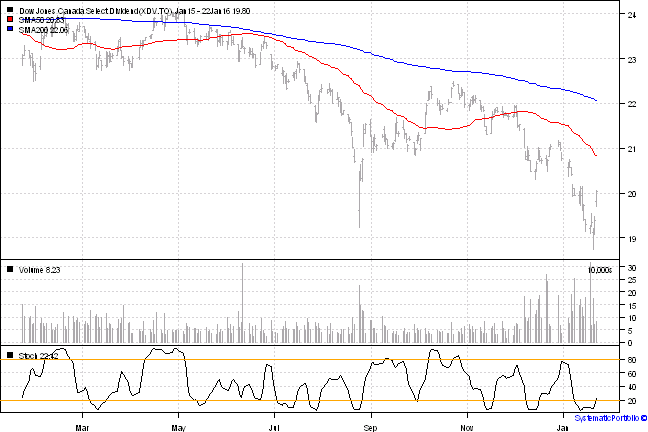 Dow Jones Canada Select Dividend(XDV.TO) Jan15 - 22Jan16 19.80
SMA50 20.83
SMA200 22.06
24
23
22
21
20
19
Volume 8.23
10,000s
30
25
20
15
10
5
0
Stoch 22.42
80
60
40
20
Mar
May
Jul
Sep
Nov
Jan
SystematicPortfolio ©